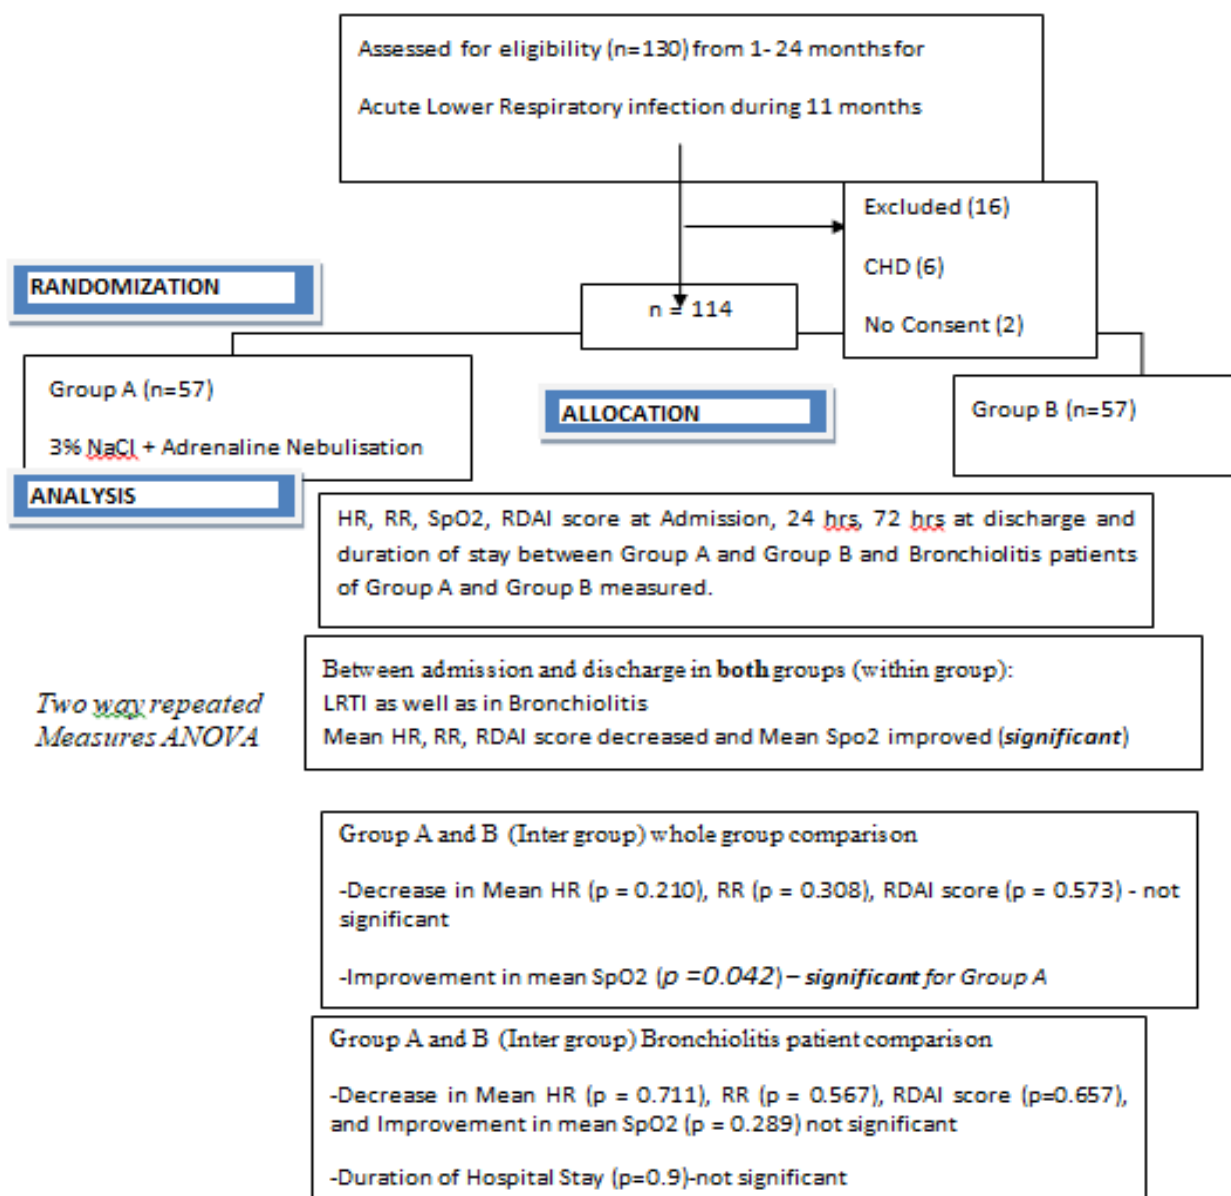 Assessed for eligibility (n=130) from 1- 24 months for
Acute Lower Respiratory infection during 11 months
Excluded (16)
CHD (6)
No Consent (2)
RANDOMIZATION
n = 114
Group A (n=57)
3% NaCl + Adrenaline Nebulisation
ALLOCATION
Group B (n=57)
ANALYSIS
HR, RR, SpO2, RDAI score at Admission, 24 hrs, 72 hrs at discharge and
duration of stay between Group A and Group B and Bronchiolitis patients
of Group A and Group B measured.
Two way repeated
Measures ANOVA
Between admission and discharge in both groups (within group):
LRTI as well as in Bronchiolitis
Mean HR, RR, RDAI score decreased and Mean Spo2 improved (significant)
Group A and B (Inter group) whole group comparison
-Decrease in Mean HR (p = 0.210), RR (p = 0.308), RDAI score (p = 0.573) - not
significant
-Improvement in mean SpO2 (p =0.042) – significant for Group A
Group A and B (Inter group) Bronchiolitis patient comparison
-Decrease in Mean HR (p = 0.711), RR (p = 0.567), RDAI score (p=0.657),
and Improvement in mean SpO2 (p = 0.289) not significant
-Duration of Hospital Stay (p=0.9)-not significant